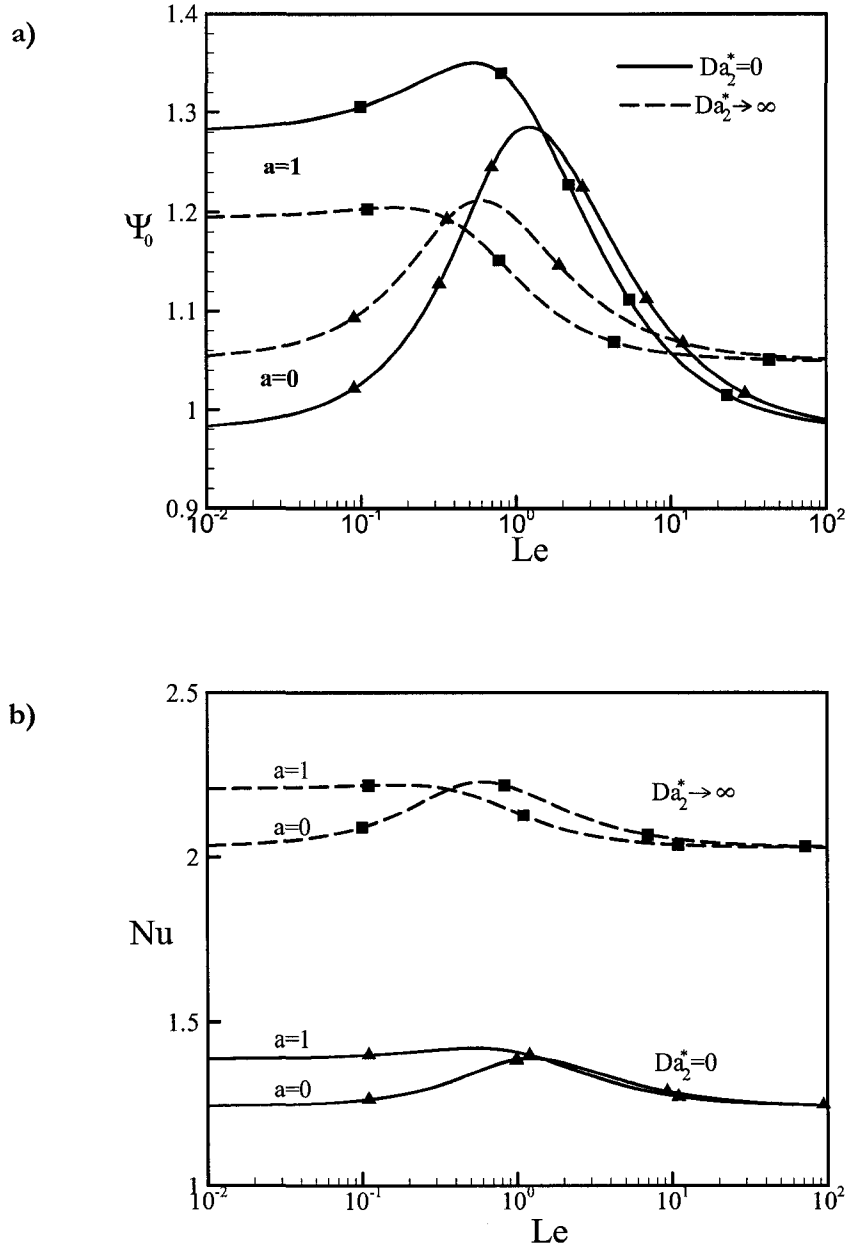 a)
1.4
1.3
1.2
1.1
1
0.9
Ψ₀
Da₂*=0
Da₂*→∞
a=1
a=0
10⁻² 10⁻¹ 10⁰ 10¹ 10²
Le
b)
2.5
2
1.5
1
Nu
a=1
a=0
Da₂*→∞
a=1
a=0
Da₂*=0
10⁻² 10⁻¹ 10⁰ 10¹ 10²
Le